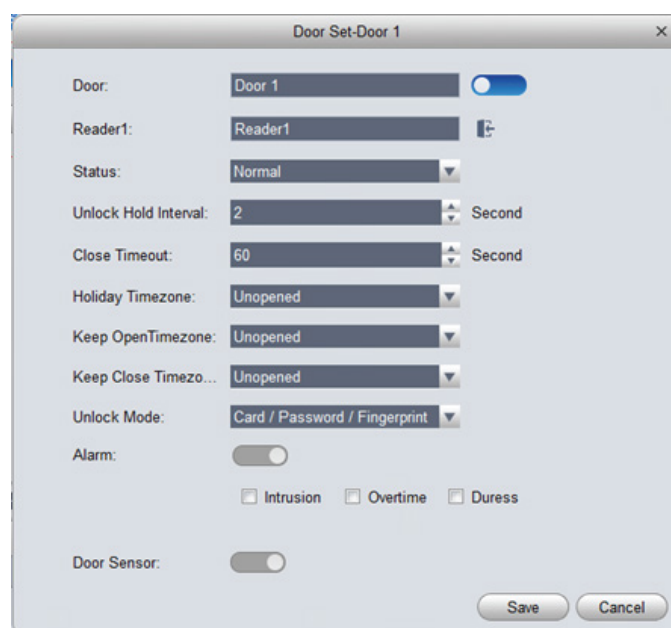 Door Set-Door 1
Door: Door 1
Reader1: Reader1
Status: Normal
Unlock Hold Interval: 2 Second
Close Timeout: 60 Second
Holiday Timezone: Unopened
Keep OpenTimezone: Unopened
Keep Close Timezo... Unopened
Unlock Mode: Card / Password / Fingerprint
Alarm:
Intrusion Overtime Duress
Door Sensor:
Save Cancel